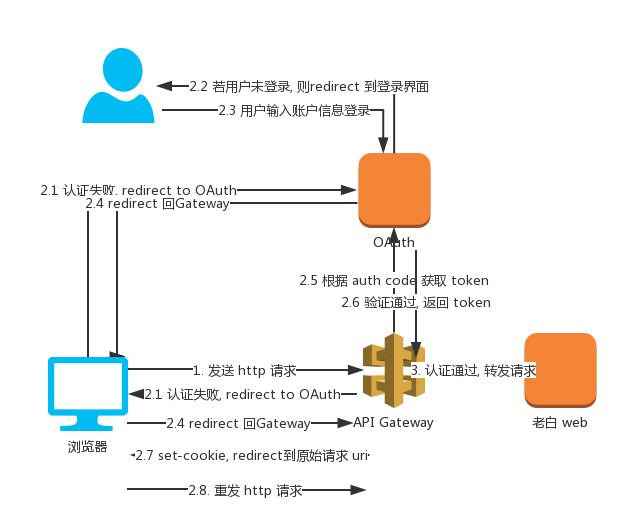 2.2 若用户未登录, 则redirect 到登录界面
2.3 用户输入账户信息登录
2.1 认证失败, redirect to OAuth
2.4 redirect 回Gateway
OAuth
2.5 根据 auth code 获取 token
2.6 验证通过, 返回 token
1. 发送 http 请求
3. 认证通过, 转发请求
2.1 认证失败, redirect to OAuth
2.4 redirect 回Gateway
API Gateway
老白 web
浏览器
2.7 set-cookie, redirect到原始请求 uri
2.8. 重发 http 请求